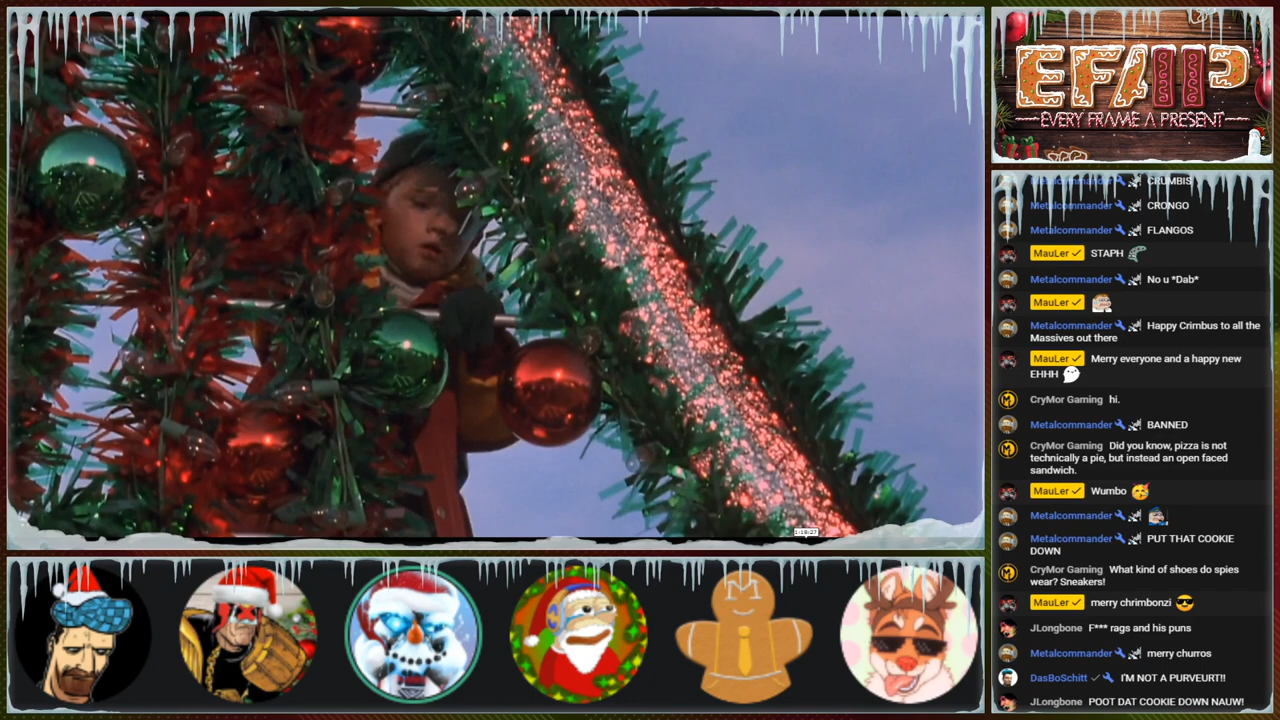 EFAP
EVERY FRAME A PRESENT
Metalcommander CRUMBIS
Metalcommander CRONGO
Metalcommander FLANGOS
MauLer STAPH
Metalcommander No u *Dab*
MauLer
Metalcommander Happy Crimbus to all the
Massives out there
MauLer Merry everyone and a happy new
EHHH
CryMor Gaming hi.
Metalcommander BANNED
CryMor Gaming Did you know, pizza is not
technically a pie, but instead an open faced
sandwich.
MauLer Wumbo
Metalcommander
Metalcommander PUT THAT COOKIE
DOWN
CryMor Gaming What kind of shoes do spies
wear? Sneakers!
MauLer merry chrimbonzi
JLongbone F*** rags and his puns
Metalcommander merry churros
DasBoSchitt I'M NOT A PURVEURT!!
JLongbone POOT DAT COOKIE DOWN NAUW!
1:19:27
M